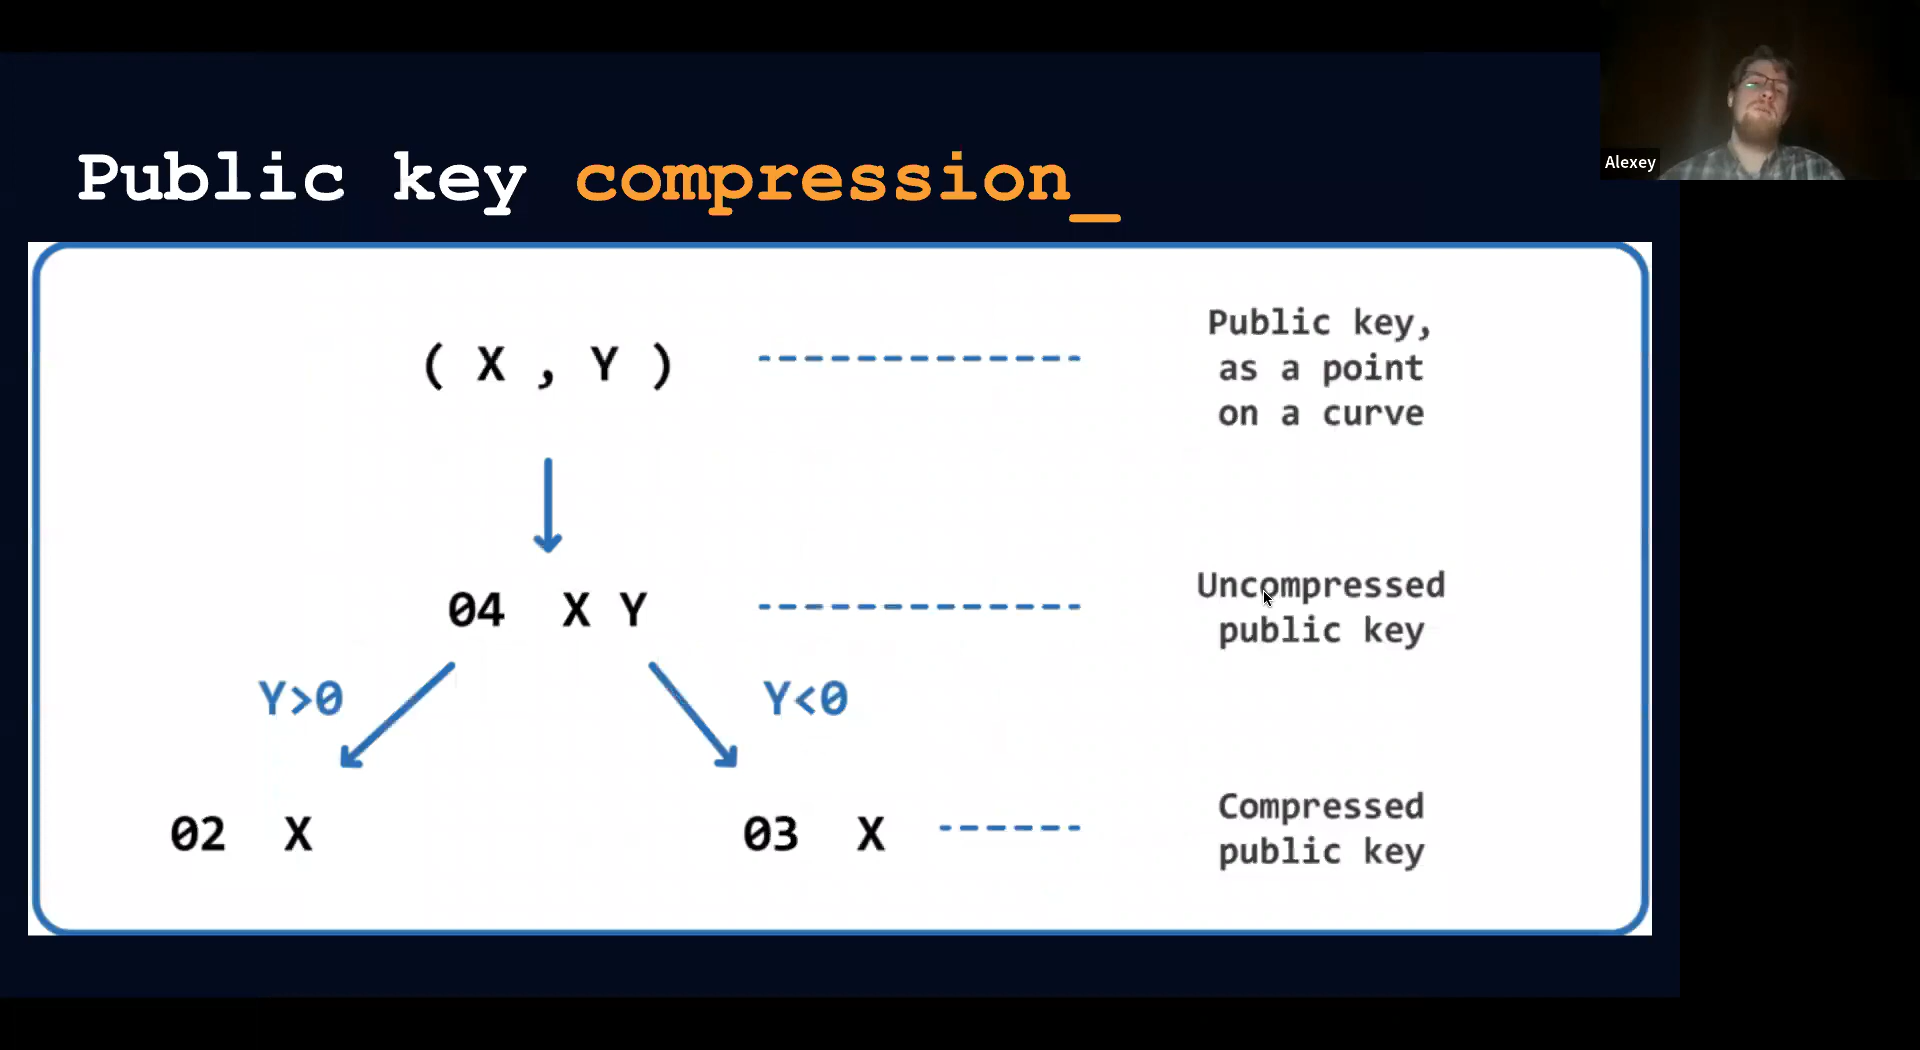 Alexey
Public key compression_
( X , Y )
Public key,
as a point
on a curve
04 X Y
Uncompressed
public key
Y>0
Y<0
02 X
03 X
Compressed
public key